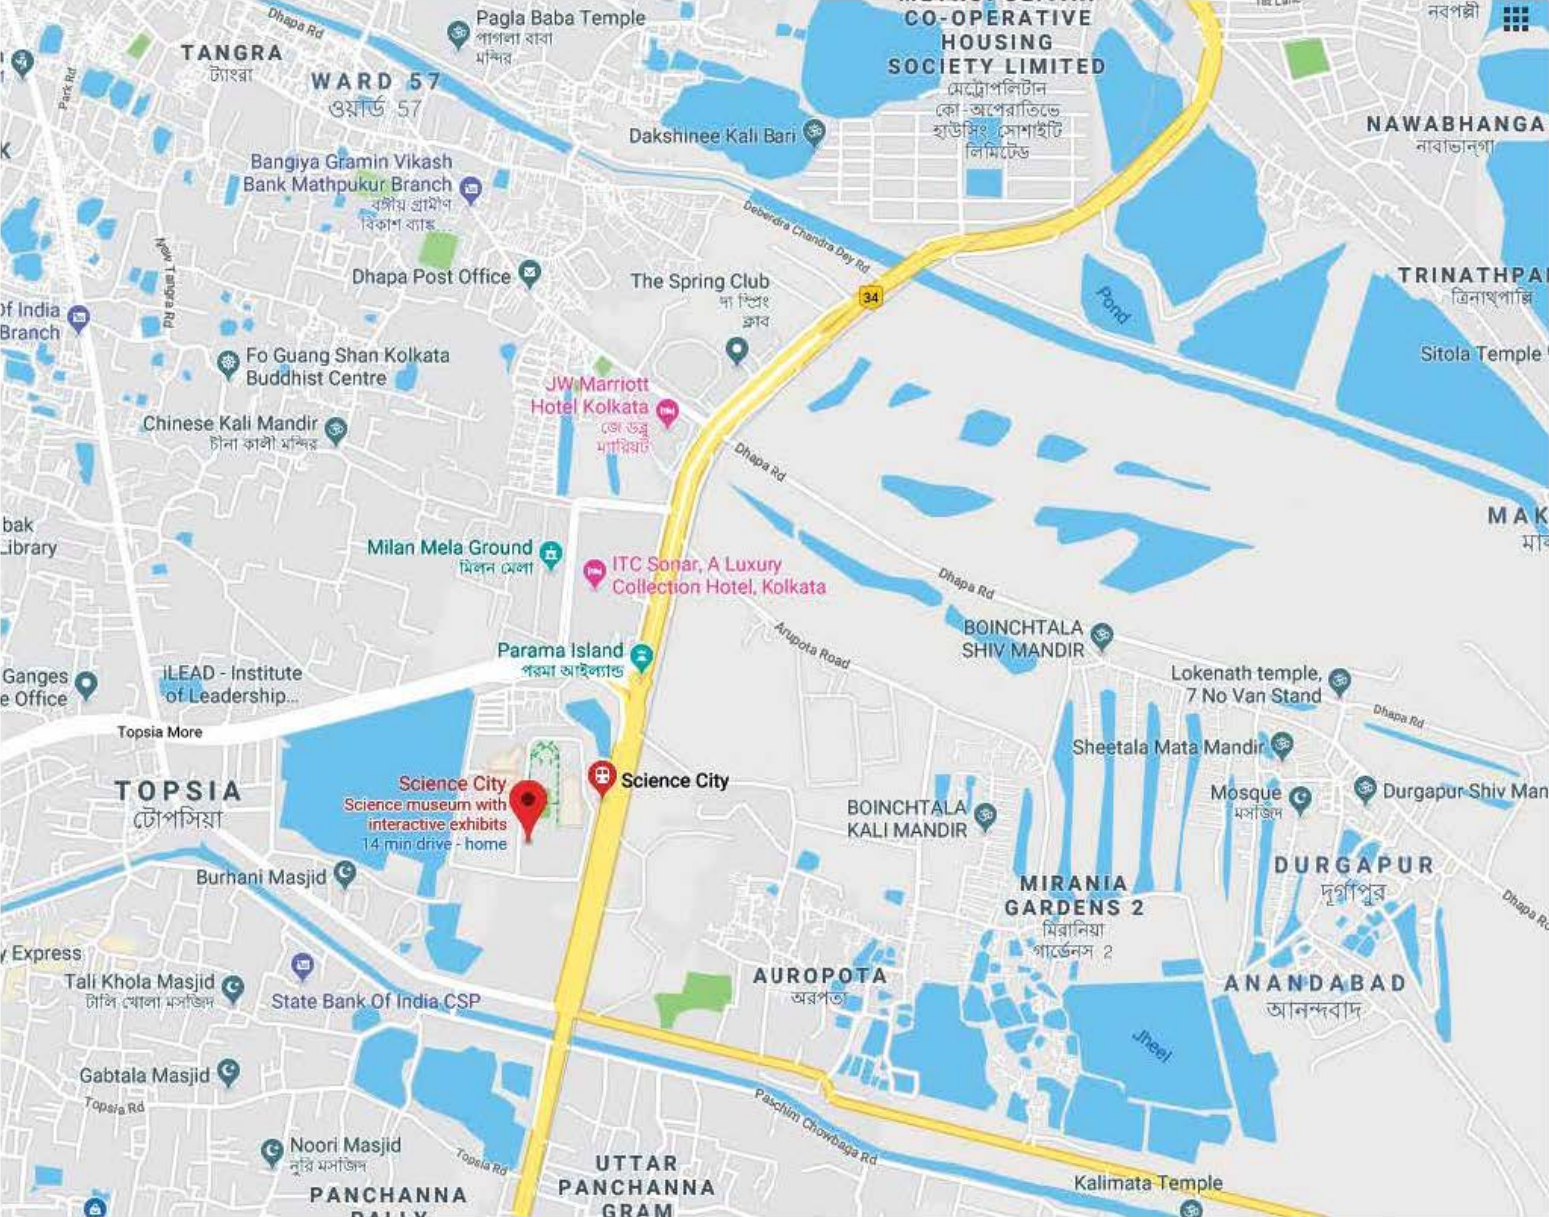 Dhapa Rd
Pagla Baba Temple
পাগলা বাবা
মন্দির
CO-OPERATIVE
HOUSING
SOCIETY LIMITED
মেট্রোপলিটান
কো-অপেরাতিভে
হাউসিং সোশাইটি
লিমিটেড
নবপল্লী
TANGRA
ট্যাংরা
WARD 57
ওয়ার্ড 57
Park Rd
Dakshinee Kali Bari
NAWABHANGA
নাবাভান্গা
Bangiya Gramin Vikash
Bank Mathpukur Branch
বঙ্গীয় গ্রামীণ
বিকাশ ব্যাঙ্ক...
Debendra Chandra Dey Rd
New Tangra Rd
Dhapa Post Office
The Spring Club
দা স্প্রিং
ক্লাব
34
Pond
TRINATHPA
ত্রিনাথ্পাল্লি
Of India
Branch
Sitola Temple
Fo Guang Shan Kolkata
Buddhist Centre
JW Marriott
Hotel Kolkata
জে ডব্লু
ম্যারিয়ট
Chinese Kali Mandir
চীনা কালী মন্দির
Dhapa Rd
bak
Library
MAK
Milan Mela Ground
মিলন মেলা
ITC Sonar, A Luxury
Collection Hotel, Kolkata
Dhapa Rd
Arupota Road
BOINCHTALA
SHIV MANDIR
Parama Island
পরমা আইল্যান্ড
Ganges
e Office
iLEAD - Institute
of Leadership...
Lokenath temple,
7 No Van Stand
Dhapa Rd
Topsia More
Sheetala Mata Mandir
TOPSIA
টোপসিয়া
Science City
Science museum with
interactive exhibits
14 min drive - home
Science City
BOINCHTALA
KALI MANDIR
Mosque
মসজিদ
Durgapur Shiv Man
Burhani Masjid
DURGAPUR
দূর্গাপুর
MIRANIA
GARDENS 2
মিরানিয়া
গার্ডেনস 2
Dhapa Rd
y Express
Tali Khola Masjid
টালি খোলা মসজিদ
State Bank Of India CSP
AUROPOTA
অরপতা
ANANDABAD
আনন্দবাদ
Jheel
Gabtala Masjid
Topsia Rd
Paschim Chowbaga Rd
Noori Masjid
নুরি মসজিদ
Topsia Rd
UTTAR
PANCHANNA
GRAM
PANCHANNA
Kalimata Temple